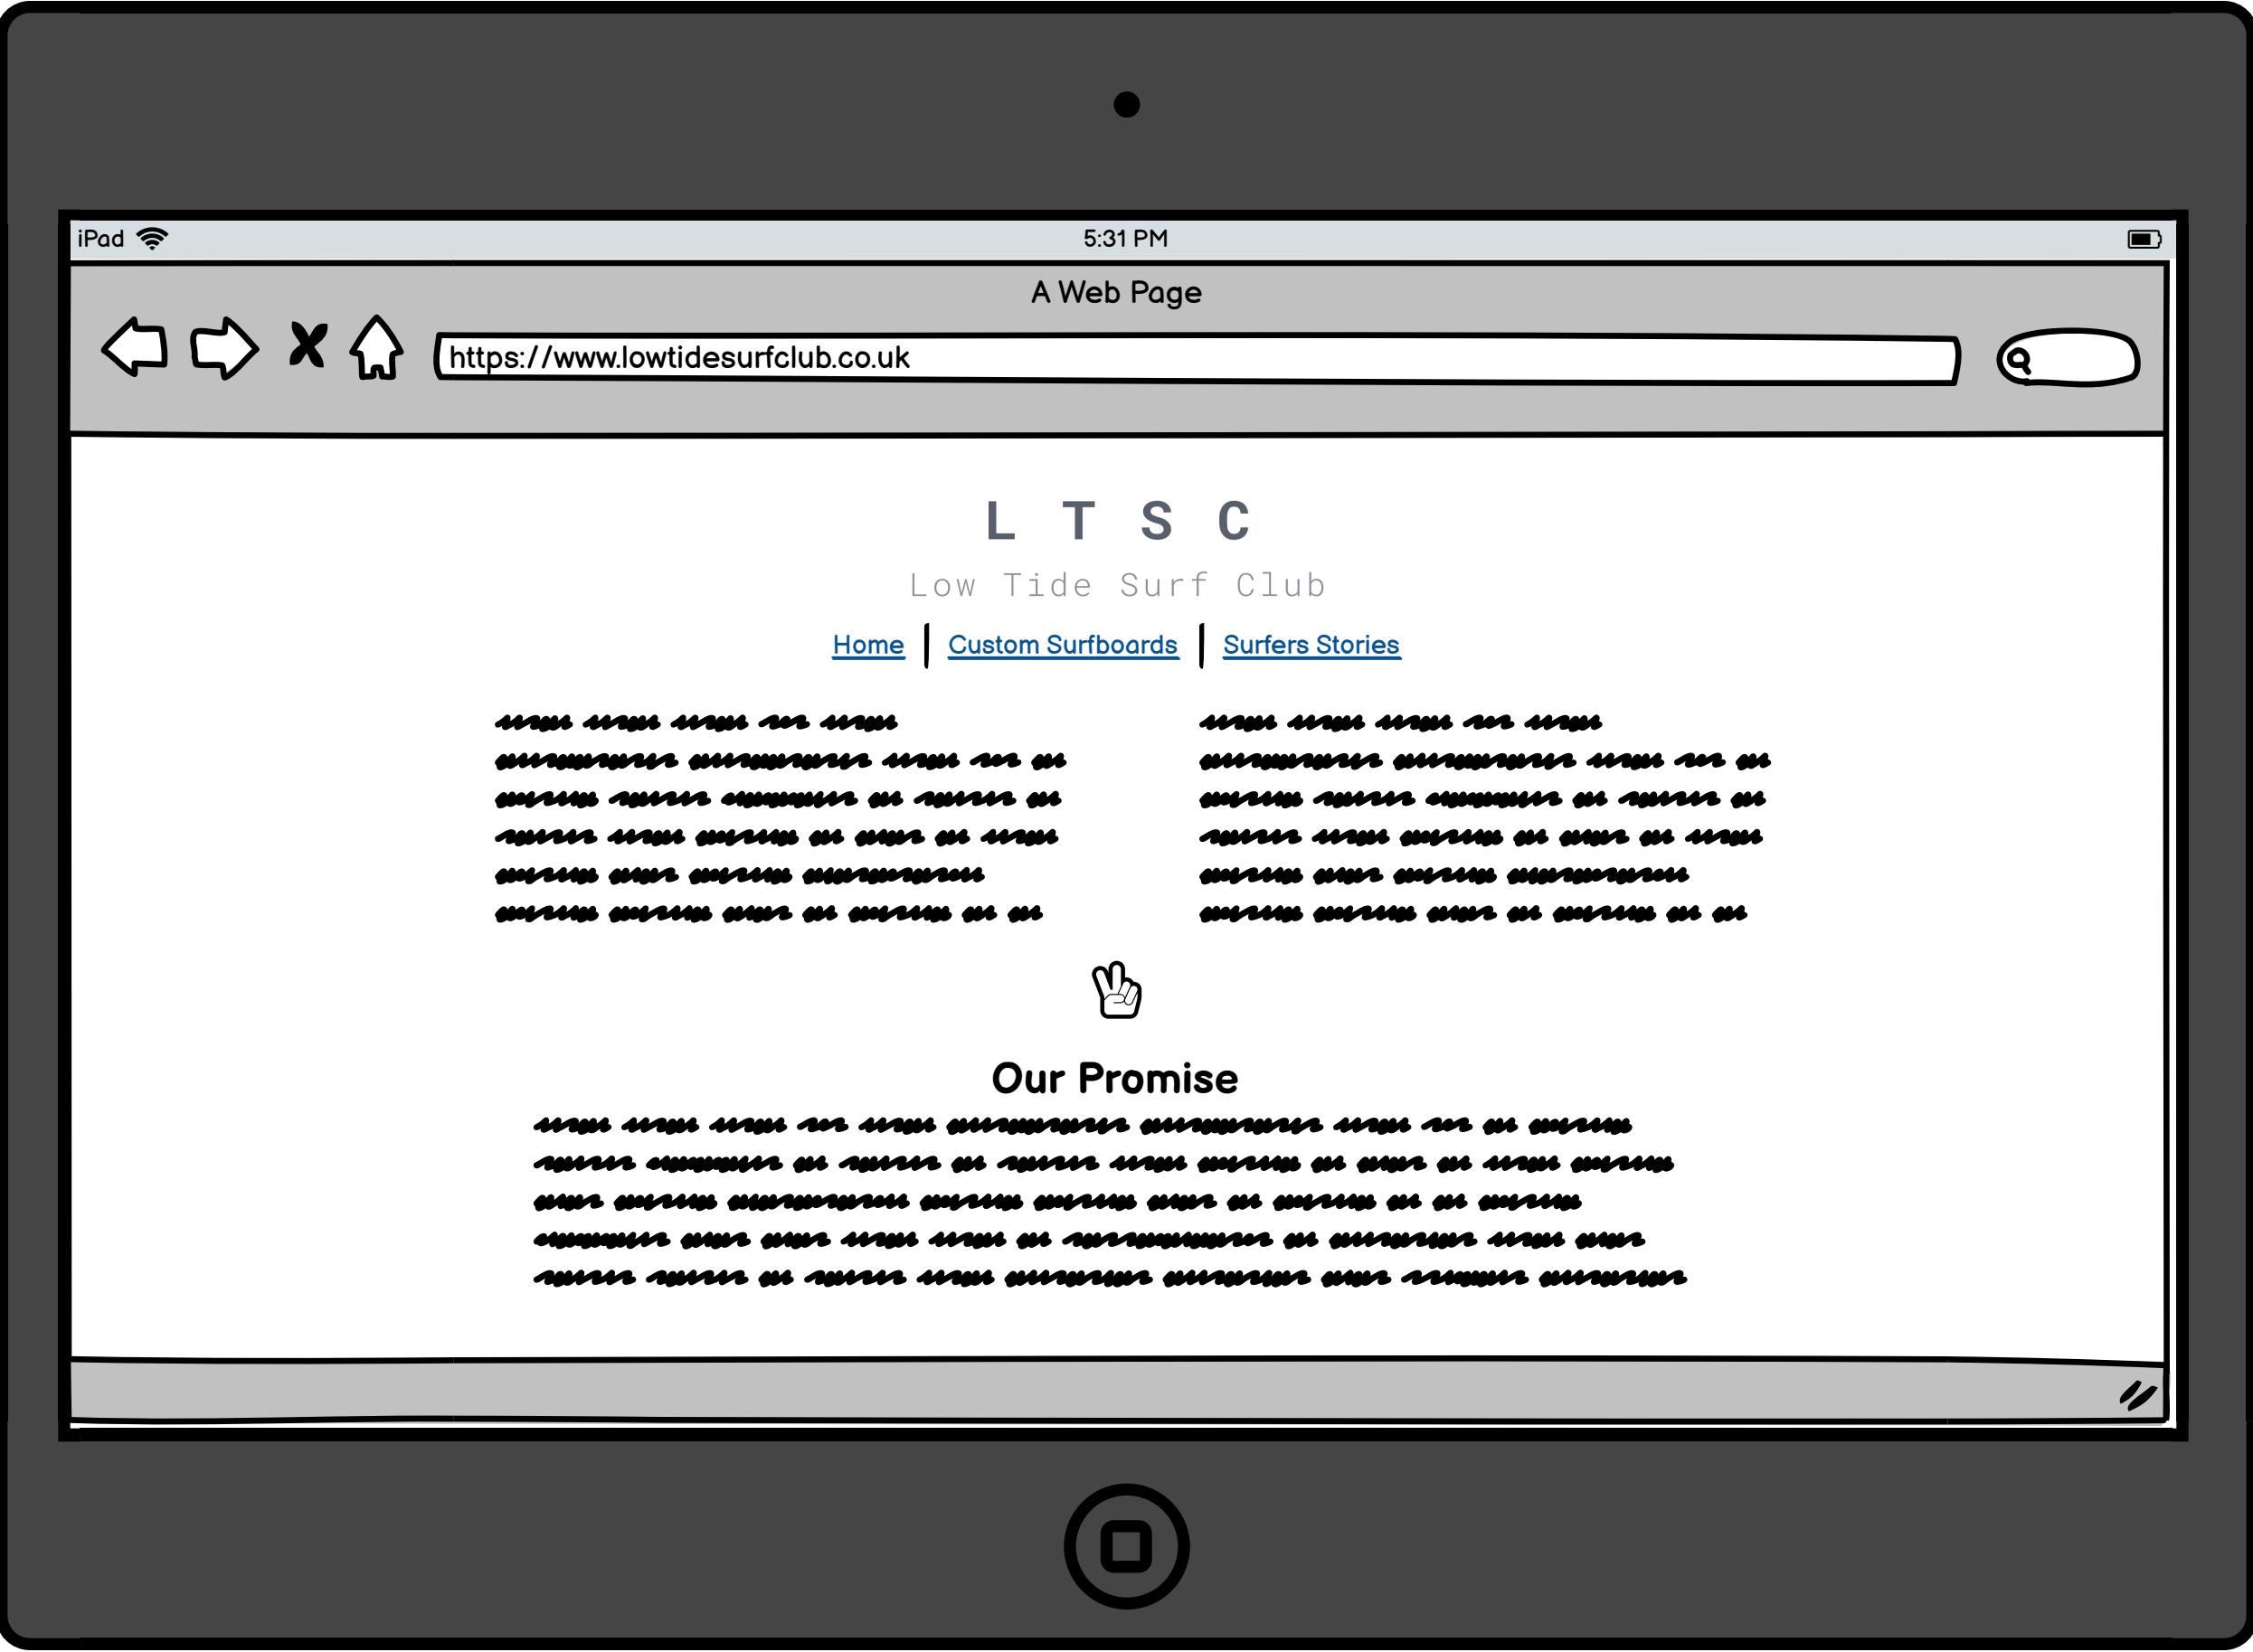 iPad
5:31 PM
A Web Page
https://www.lowtidesurfclub.co.uk
L T S C
Low Tide Surf Club
Home | Custom Surfboards | Surfers Stories
Our Promise